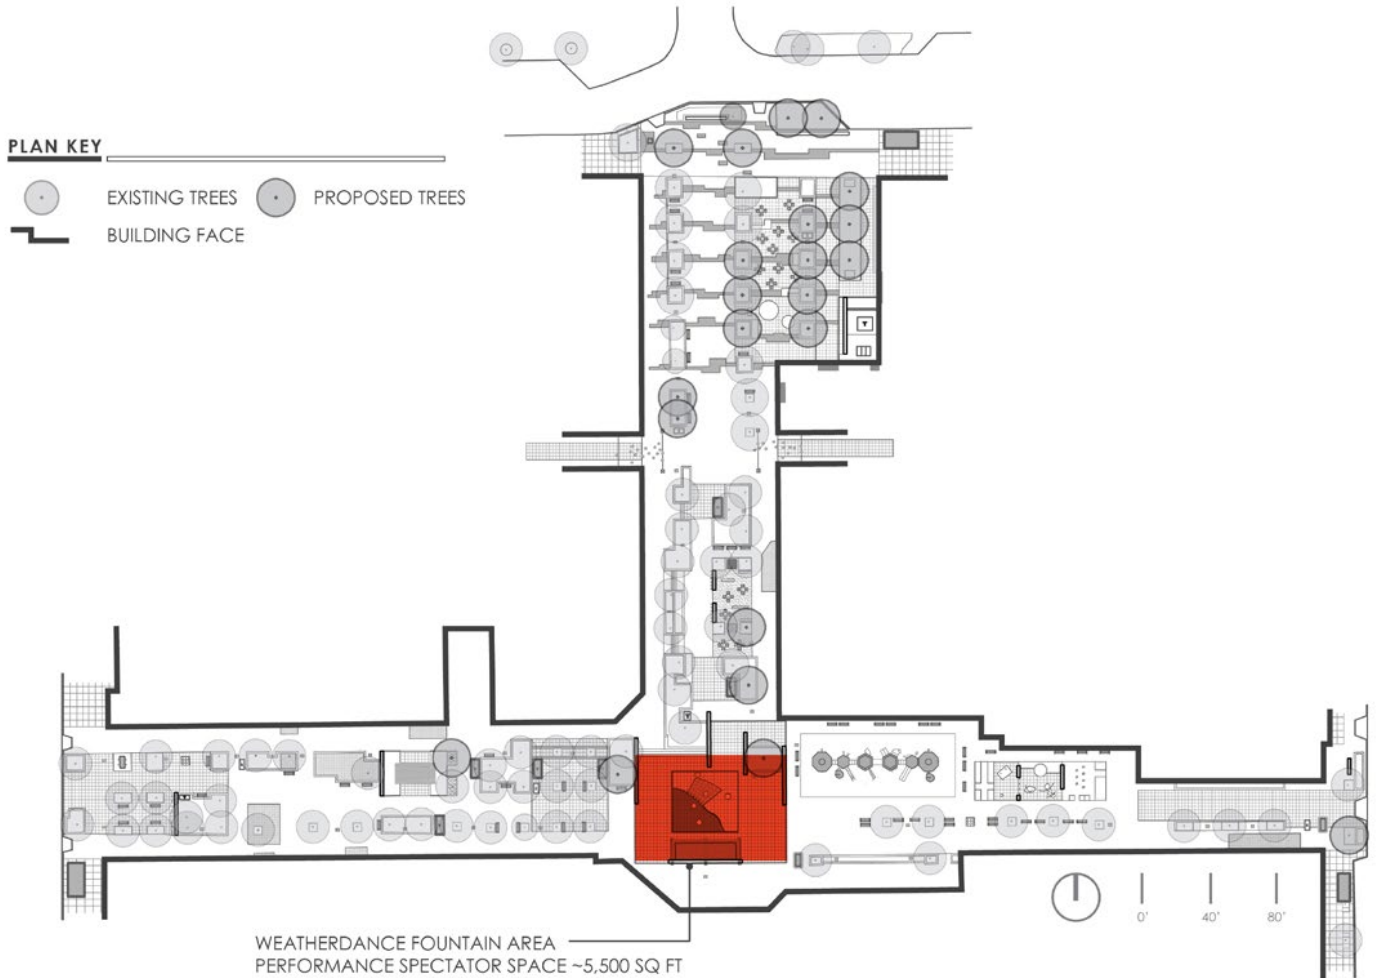 PLAN KEY
EXISTING TREES PROPOSED TREES
BUILDING FACE
0' 40' 80'
WEATHERDANCE FOUNTAIN AREA
PERFORMANCE SPECTATOR SPACE ~5,500 SQ FT